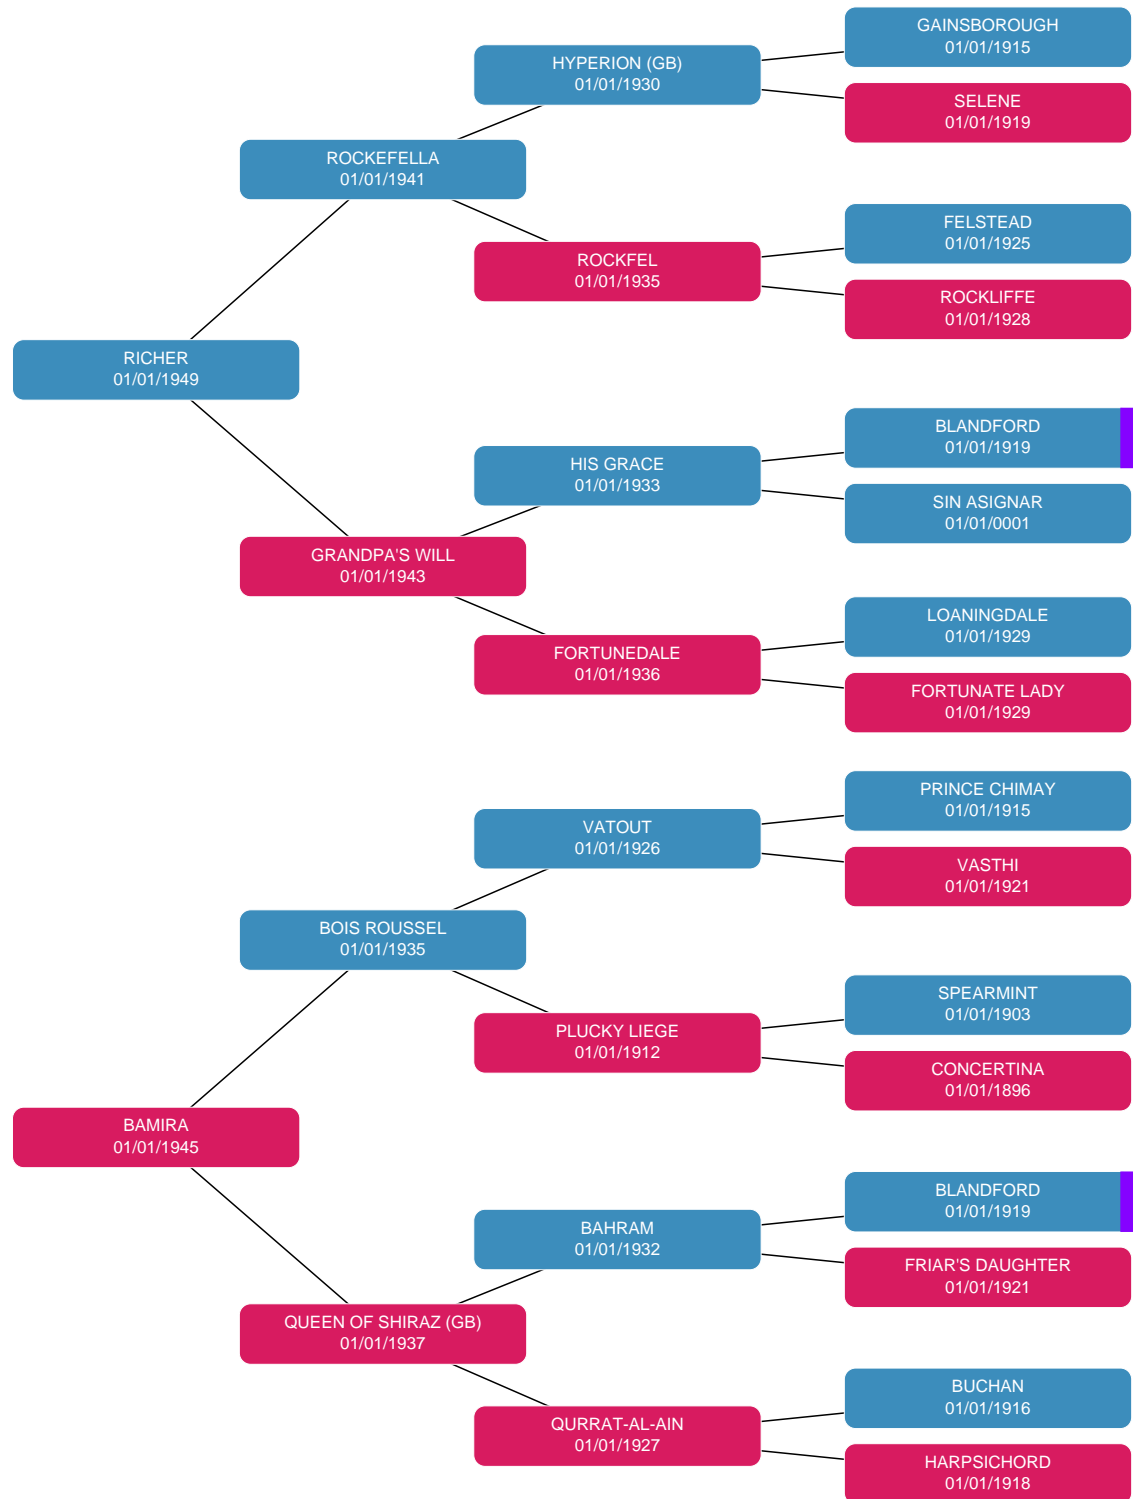 GAINSBOROUGH
01/01/1915
HYPERION (GB)
01/01/1930
SELENE
01/01/1919
ROCKEFELLA
01/01/1941
FELSTEAD
01/01/1925
ROCKFEL
01/01/1935
ROCKLIFFE
01/01/1928
RICHER
01/01/1949
BLANDFORD
01/01/1919
HIS GRACE
01/01/1933
SIN ASIGNAR
01/01/0001
GRANDPA'S WILL
01/01/1943
LOANINGDALE
01/01/1929
FORTUNEDALE
01/01/1936
FORTUNATE LADY
01/01/1929
PRINCE CHIMAY
01/01/1915
VATOUT
01/01/1926
VASTHI
01/01/1921
BOIS ROUSSEL
01/01/1935
SPEARMINT
01/01/1903
PLUCKY LIEGE
01/01/1912
CONCERTINA
01/01/1896
BAMIRA
01/01/1945
BLANDFORD
01/01/1919
BAHRAM
01/01/1932
FRIAR'S DAUGHTER
01/01/1921
QUEEN OF SHIRAZ (GB)
01/01/1937
BUCHAN
01/01/1916
QURRAT-AL-AIN
01/01/1927
HARPSICHORD
01/01/1918